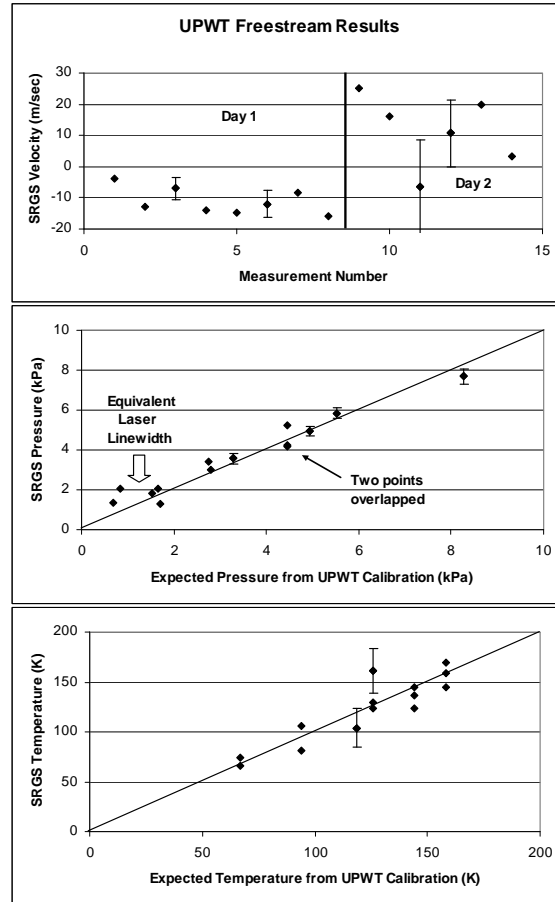 UPWT Freestream Results
SRGS Velocity (m/sec)
30
20
10
0
-10
-20
Day 1
Day 2
0
5
10
15
Measurement Number
SRGS Pressure (kPa)
10
8
6
4
2
0
Equivalent
Laser
Linewidth
Two points
overlapped
0
2
4
6
8
10
Expected Pressure from UPWT Calibration (kPa)
SRGS Temperature (K)
200
150
100
50
0
0
50
100
150
200
Expected Temperature from UPWT Calibration (K)